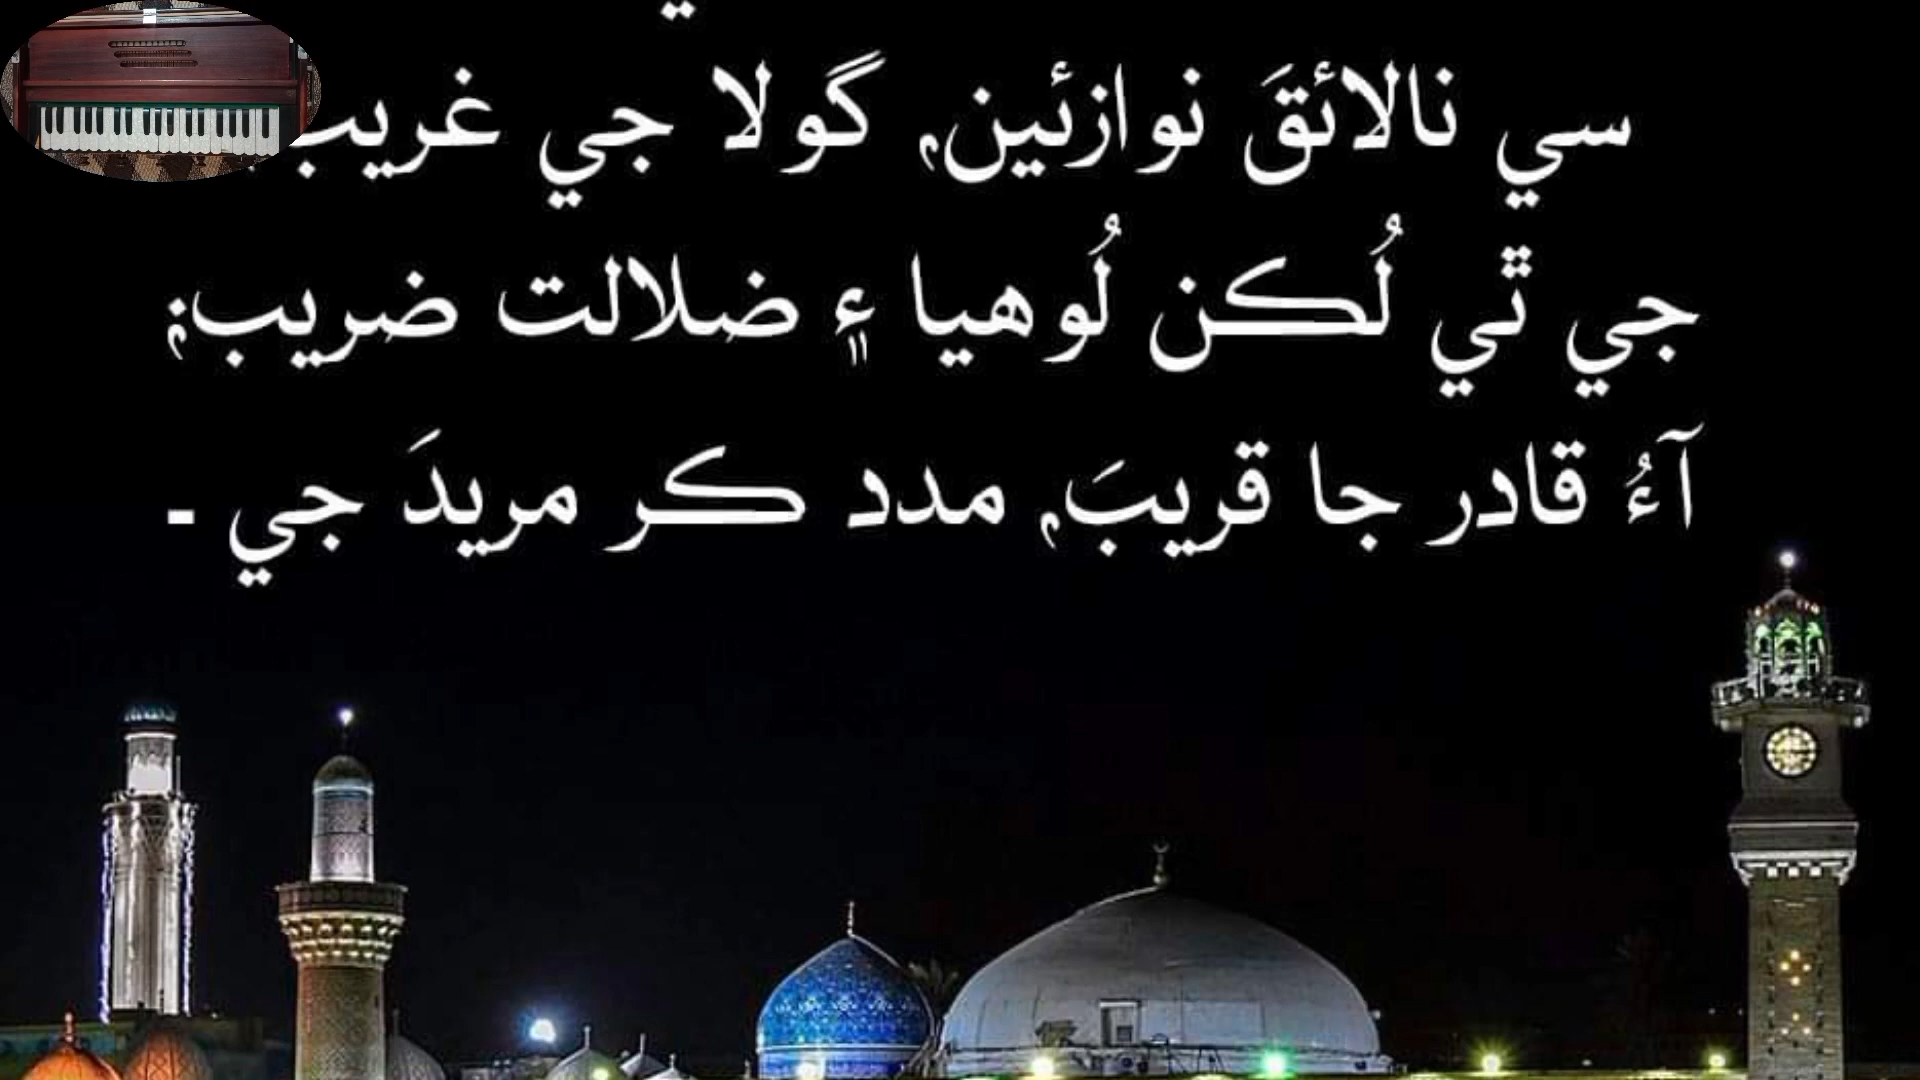 سي نالائقَ نوازئين، گولا جي غريب
جي ٿي لُڪن لُوهيا ۽ ضلالت ضريب؛
آءُ قادر جا قريبَ، مدد ڪر مريدَ جي -